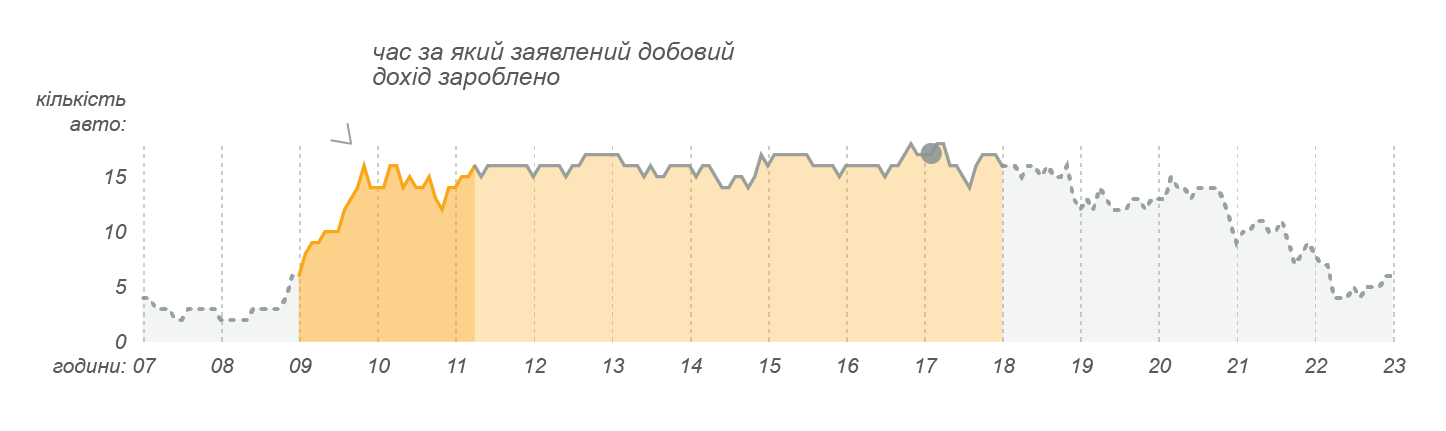 час за який заявлений добовий
дохід зароблено
кількість
авто:
15
10
5
0
години: 07 08 09 10 11 12 13 14 15 16 17 18 19 20 21 22 23